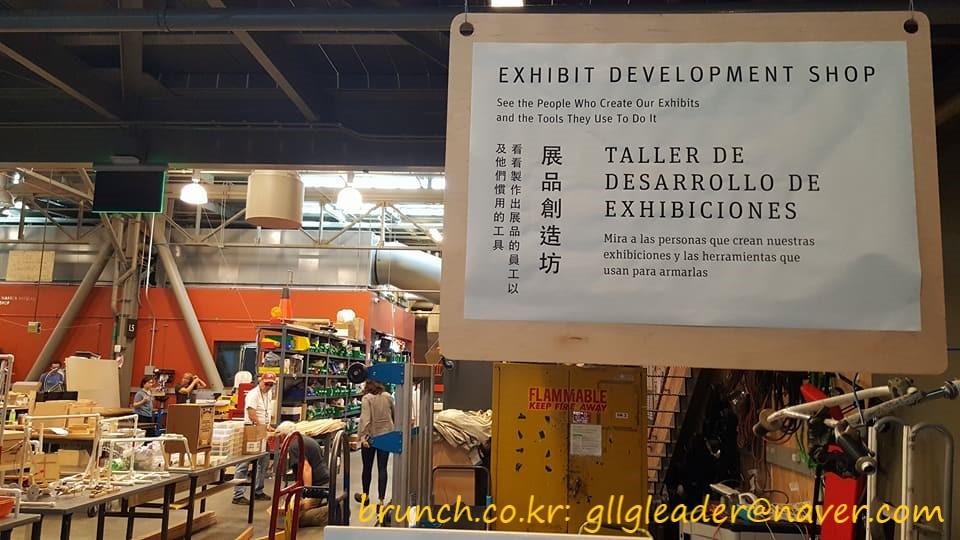 EXHIBIT DEVELOPMENT SHOP
See the People Who Create Our Exhibits
and the Tools They Use To Do It
展品創造坊
看看製作出展品的員工以
及他們慣用的工具
TALLER DE
DESARROLLO DE
EXHIBICIONES
Mira a las personas que crean nuestras
exhibiciones y las herramientas que
usan para armarlas
L5
SHOP
FLAMMABLE
KEEP FIRE AWAY
brunch.co.kr: gllgleader@naver.com